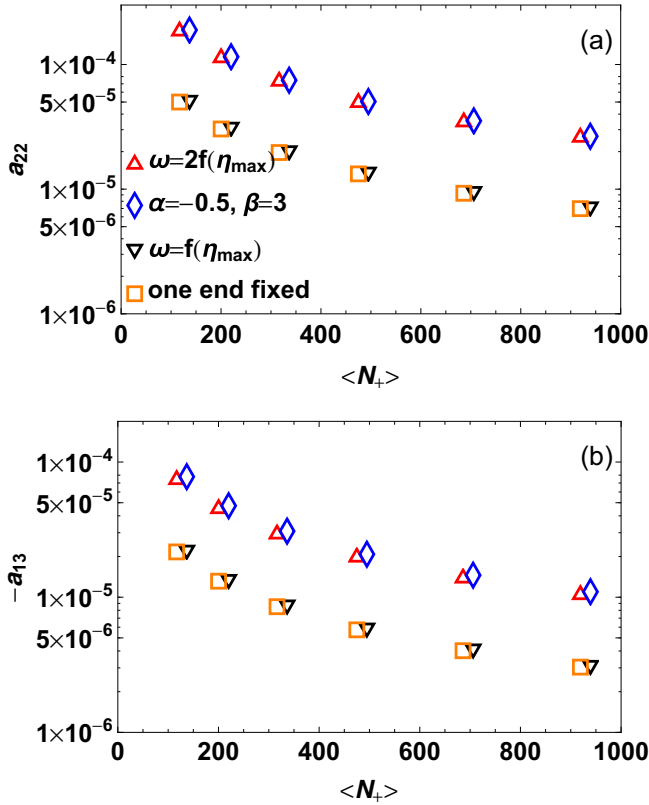 (a)
1×10⁻⁴
5×10⁻⁵
a₂₂
ω=2f(η_max)
1×10⁻⁵
α=−0.5, β=3
5×10⁻⁶
ω=f(η_max)
one end fixed
1×10⁻⁶
0 200 400 600 800 1000
<N₊>
(b)
1×10⁻⁴
5×10⁻⁵
−a₁₃
1×10⁻⁵
5×10⁻⁶
1×10⁻⁶
0 200 400 600 800 1000
<N₊>